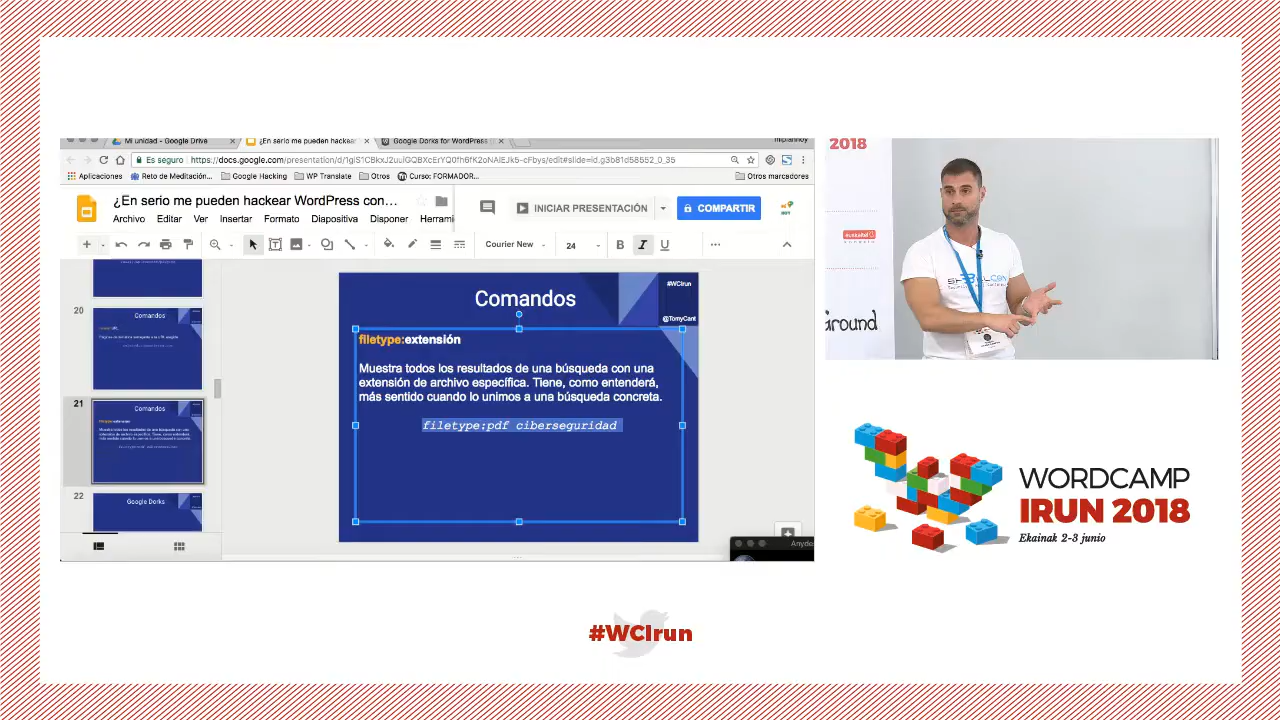 Mi unidad - Google Drive
¿En serio me pueden hackear
Google Dorks for WordPress
Es seguro
https://docs.google.com/presentation/d/
edit#slide=id.g3b81d58552_0_35
Aplicaciones
Reto de Meditación...
Google Hacking
WP Translate
Otros
Curso: FORMADOR...
Otros marcadores
¿En serio me pueden hackear WordPress con...
Archivo Editar Ver Insertar Formato Diapositiva Disponer Herrami
INICIAR PRESENTACIÓN
COMPARTIR
Courier New
24
B I U
20
Comandos
21
Comandos
22
Google Dorks
Comandos
#WCIrun
@TomyCant
filetype:extensión
Muestra todos los resultados de una búsqueda con una
extensión de archivo específica. Tiene, como entenderá,
más sentido cuando lo unimos a una búsqueda concreta.
filetype:pdf ciberseguridad
Anyde
2018
euskaltel
Ground
WORDCAMP
IRUN 2018
Ekainak 2-3 junio
#WCIrun